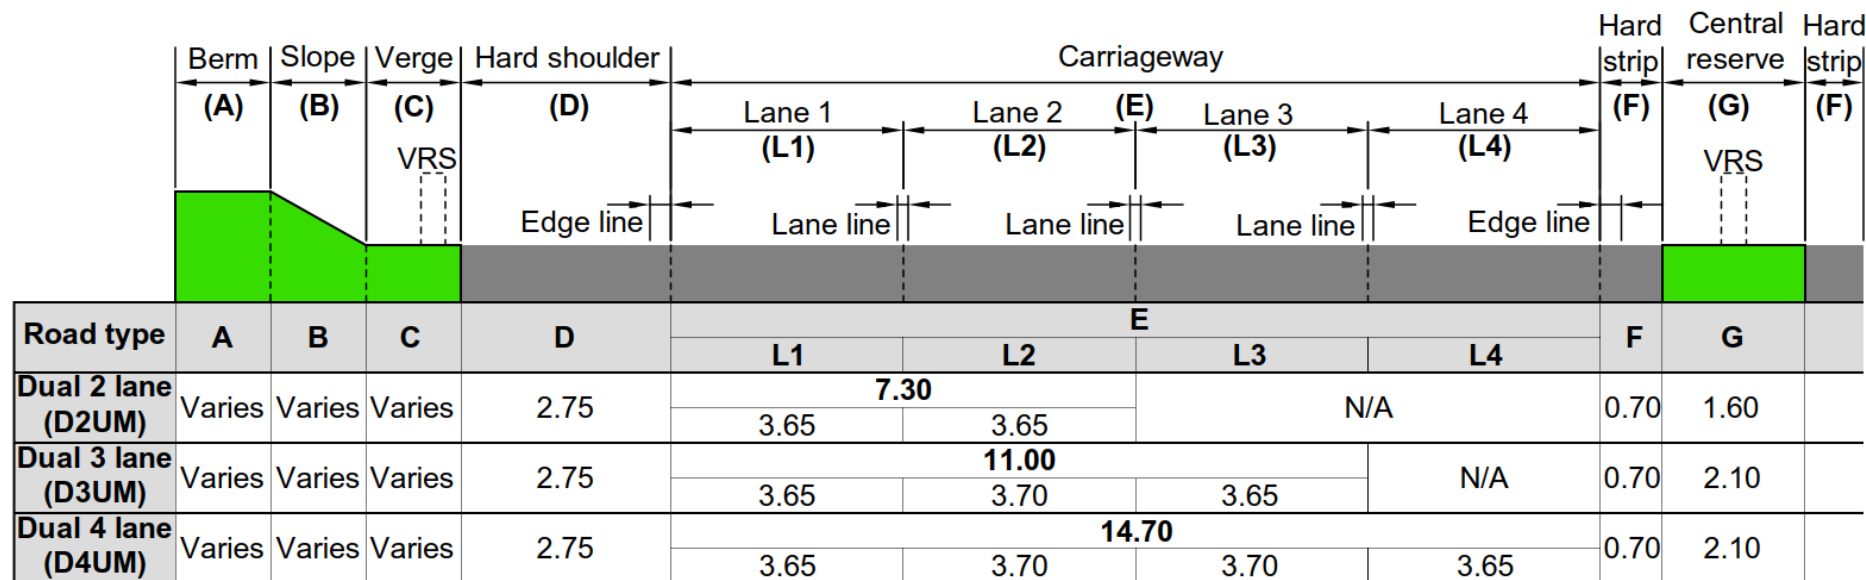 Berm Slope Verge Hard shoulder Carriageway Hard strip Central reserve Hard strip
(A) (B) (C) (D) (E) (F) (G) (F)
Lane 1 Lane 2 Lane 3 Lane 4
(L1) (L2) (L3) (L4)
VRS VRS
Edge line Lane line Lane line Lane line Edge line
Road type A B C D E F G
L1 L2 L3 L4
Dual 2 lane (D2UM) Varies Varies Varies 2.75 7.30 N/A 0.70 1.60
3.65 3.65
Dual 3 lane (D3UM) Varies Varies Varies 2.75 11.00 N/A 0.70 2.10
3.65 3.70 3.65
Dual 4 lane (D4UM) Varies Varies Varies 2.75 14.70 0.70 2.10
3.65 3.70 3.70 3.65